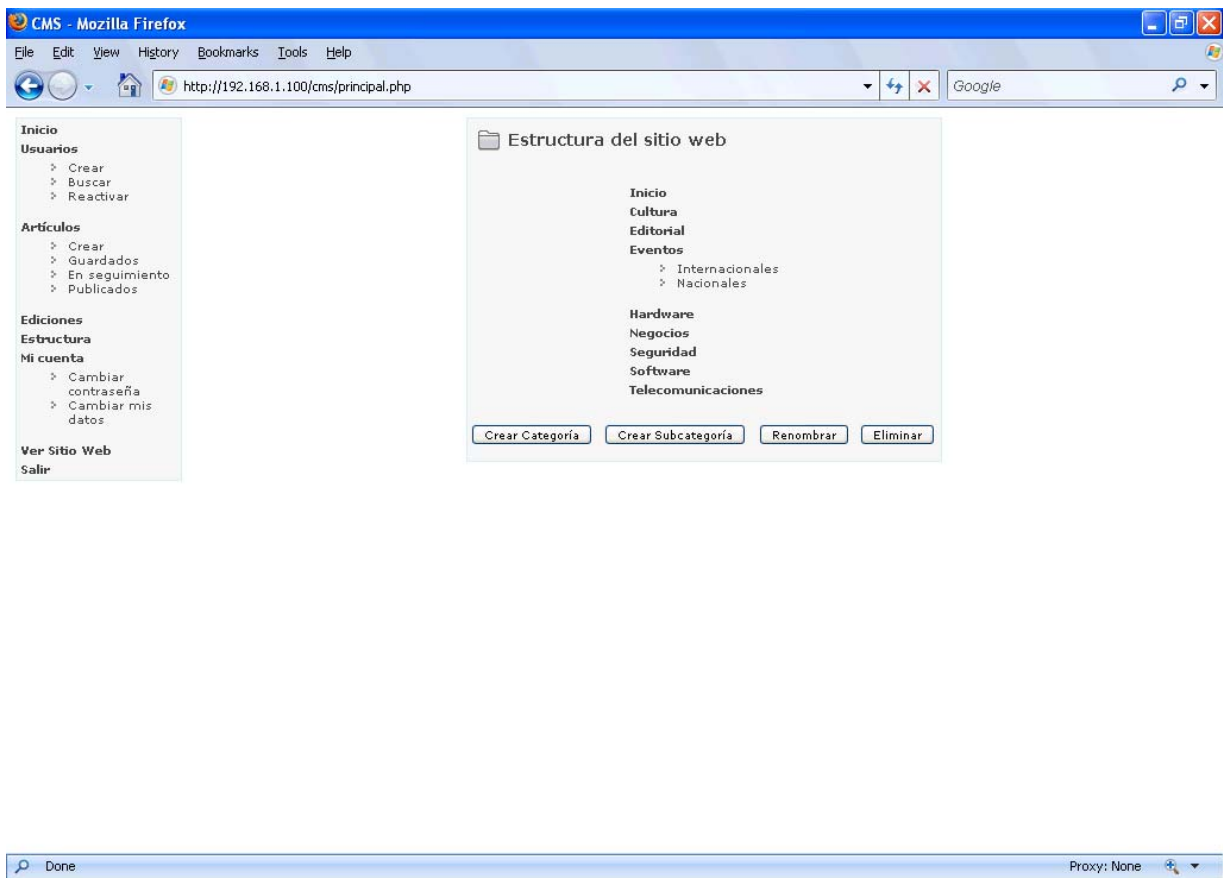 CMS - Mozilla Firefox
File Edit View History Bookmarks Tools Help
http://192.168.1.100/cms/principal.php
Google
Inicio
Usuarios
Crear
Buscar
Reactivar
Artículos
Crear
Guardados
En seguimiento
Publicados
Ediciones
Estructura
Mi cuenta
Cambiar
contraseña
Cambiar mis
datos
Ver Sitio Web
Salir
Estructura del sitio web
Inicio
Cultura
Editorial
Eventos
Internacionales
Nacionales
Hardware
Negocios
Seguridad
Software
Telecomunicaciones
Crear Categoría Crear Subcategoría Renombrar Eliminar
Done Proxy: None